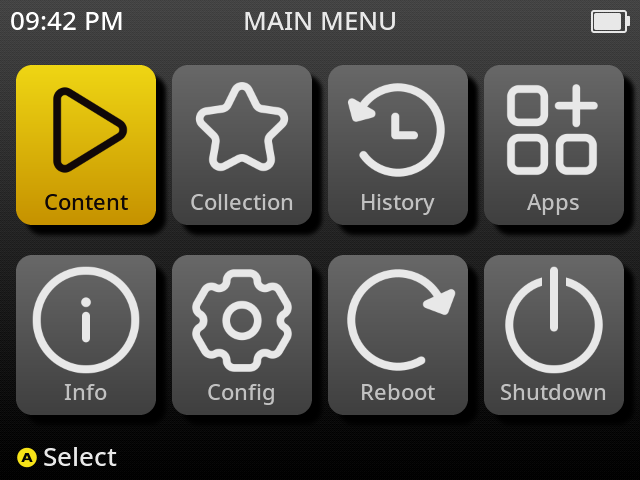 09:42 PM MAIN MENU
Content Collection History Apps
Info Config Reboot Shutdown
A Select